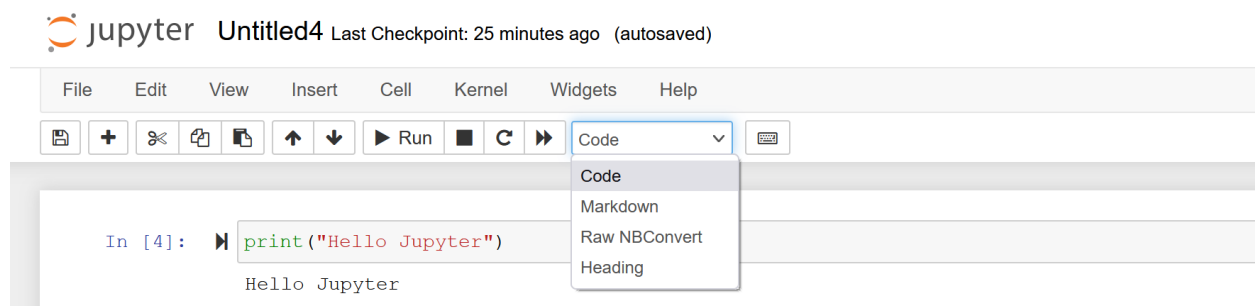 jupyter Untitled4 Last Checkpoint: 25 minutes ago (autosaved)
File Edit View Insert Cell Kernel Widgets Help
Run Code
Code
Markdown
Raw NBConvert
Heading
In [4]: print("Hello Jupyter")
Hello Jupyter